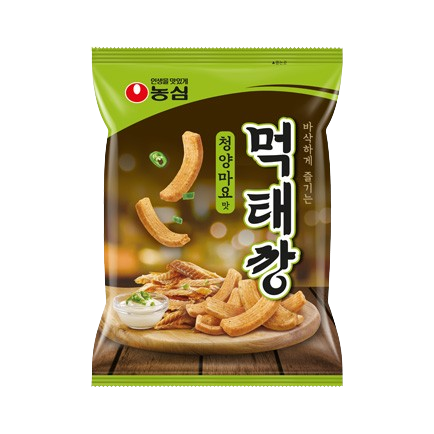 인생을 맛있게
농심
바삭하게 즐기는
먹태깡
청양마요 맛